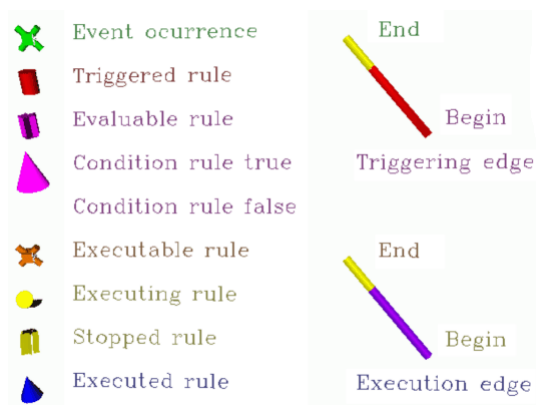 Event ocurrence
Triggered rule
Evaluable rule
Condition rule true
Condition rule false
Executable rule
Executing rule
Stopped rule
Executed rule
End
Begin
Triggering edge
End
Begin
Execution edge